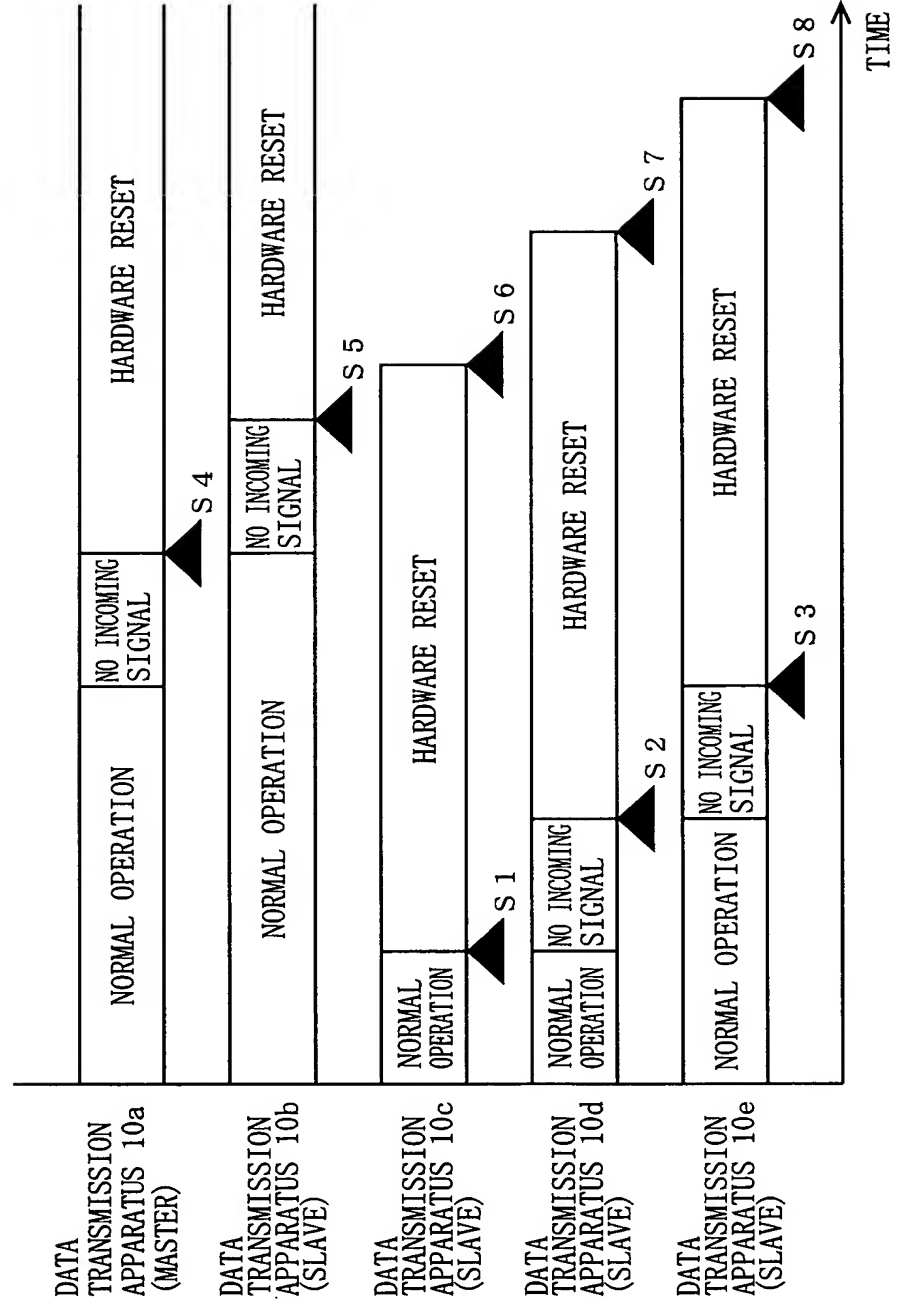 DATA
TRANSMISSION
APPARATUS 10a
(MASTER)
NORMAL OPERATION
NO INCOMING
SIGNAL
HARDWARE RESET
S4
DATA
TRANSMISSION
APPARATUS 10b
(SLAVE)
NORMAL OPERATION
NO INCOMING
SIGNAL
HARDWARE RESET
S5
DATA
TRANSMISSION
APPARATUS 10c
(SLAVE)
NORMAL
OPERATION
HARDWARE RESET
S1
S6
DATA
TRANSMISSION
APPARATUS 10d
(SLAVE)
NORMAL
OPERATION
NO INCOMING
SIGNAL
HARDWARE RESET
S2
S7
DATA
TRANSMISSION
APPARATUS 10e
(SLAVE)
NORMAL OPERATION
NO INCOMING
SIGNAL
HARDWARE RESET
S3
S8
TIME